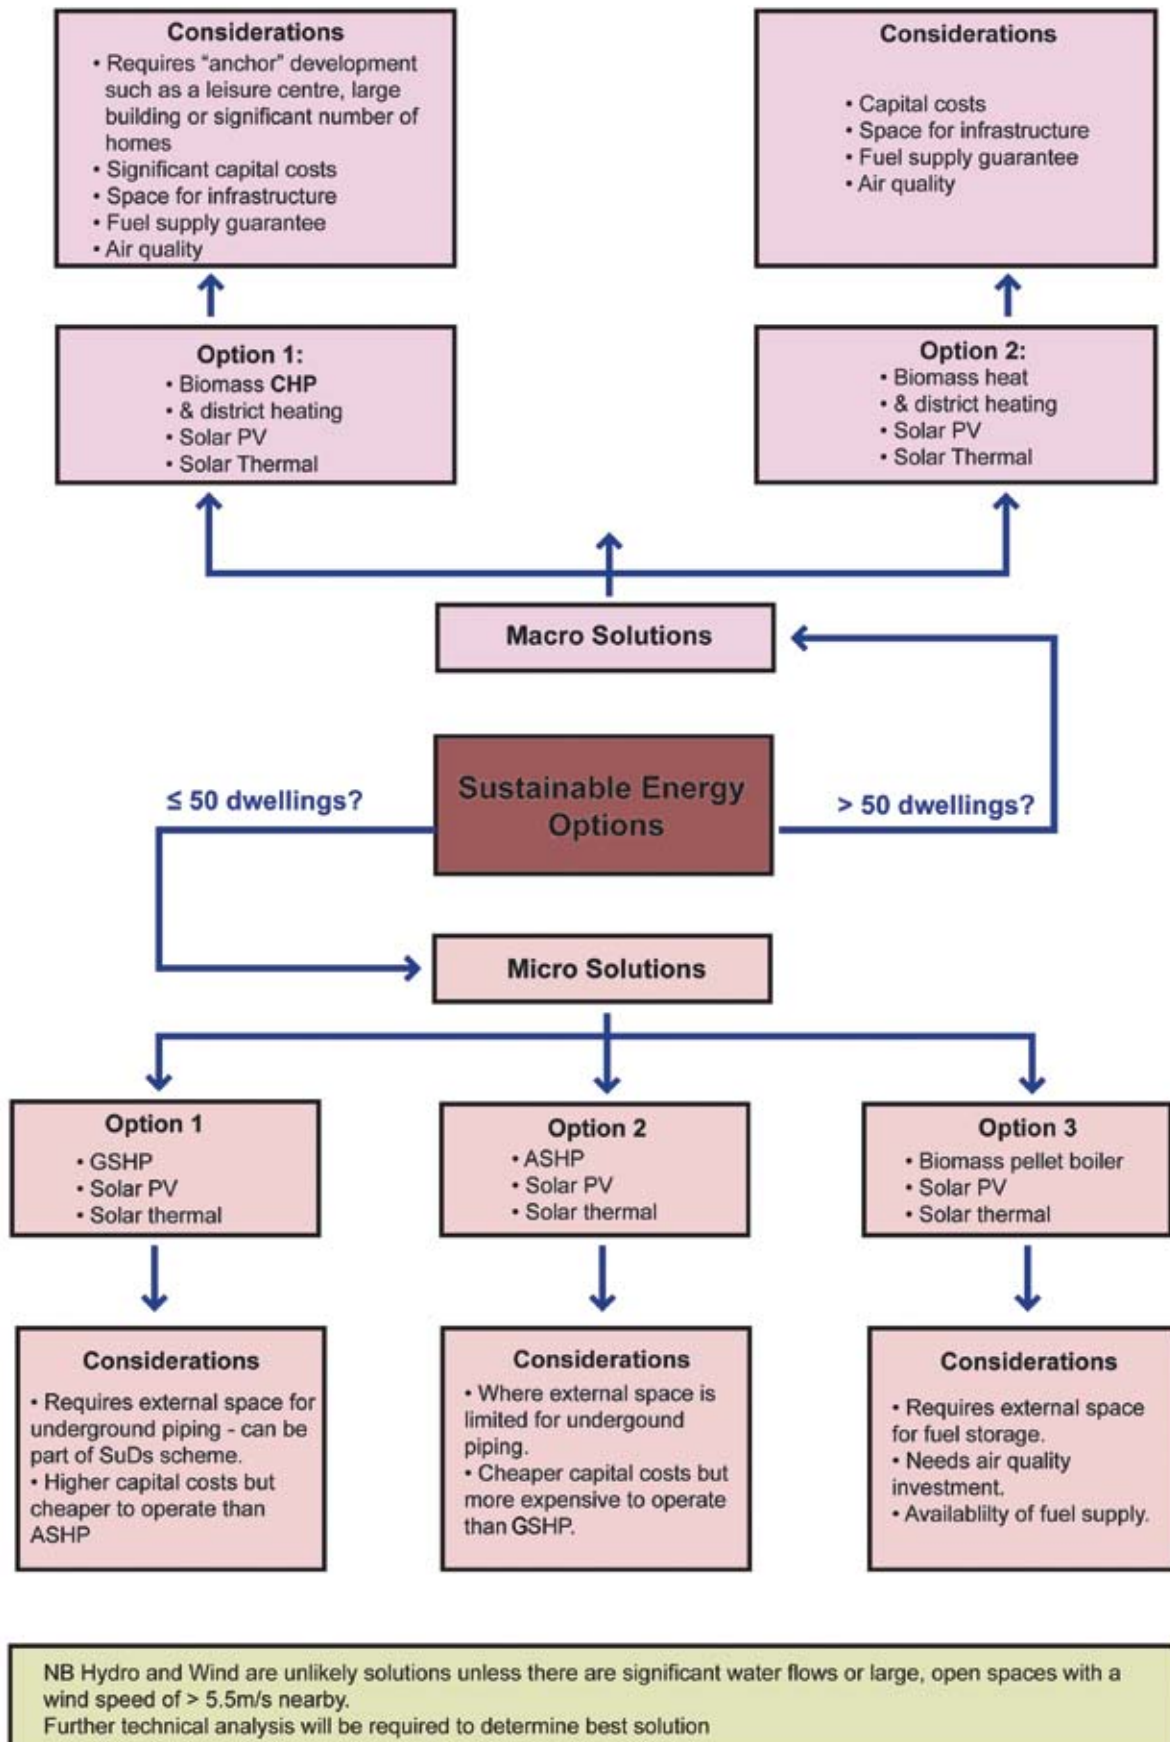 Considerations
• Requires “anchor” development
such as a leisure centre, large
building or significant number of
homes
• Significant capital costs
• Space for infrastructure
• Fuel supply guarantee
• Air quality
Considerations
• Capital costs
• Space for infrastructure
• Fuel supply guarantee
• Air quality
Option 1:
• Biomass CHP
• & district heating
• Solar PV
• Solar Thermal
Option 2:
• Biomass heat
• & district heating
• Solar PV
• Solar Thermal
Macro Solutions
≤ 50 dwellings?
Sustainable Energy
Options
> 50 dwellings?
Micro Solutions
Option 1
• GSHP
• Solar PV
• Solar thermal
Option 2
• ASHP
• Solar PV
• Solar thermal
Option 3
• Biomass pellet boiler
• Solar PV
• Solar thermal
Considerations
• Requires external space for
underground piping - can be
part of SuDs scheme.
• Higher capital costs but
cheaper to operate than
ASHP
Considerations
• Where external space is
limited for undergound
piping.
• Cheaper capital costs but
more expensive to operate
than GSHP.
Considerations
• Requires external space
for fuel storage.
• Needs air quality
investment.
• Availablilty of fuel supply.
NB Hydro and Wind are unlikely solutions unless there are significant water flows or large, open spaces with a
wind speed of > 5.5m/s nearby.
Further technical analysis will be required to determine best solution